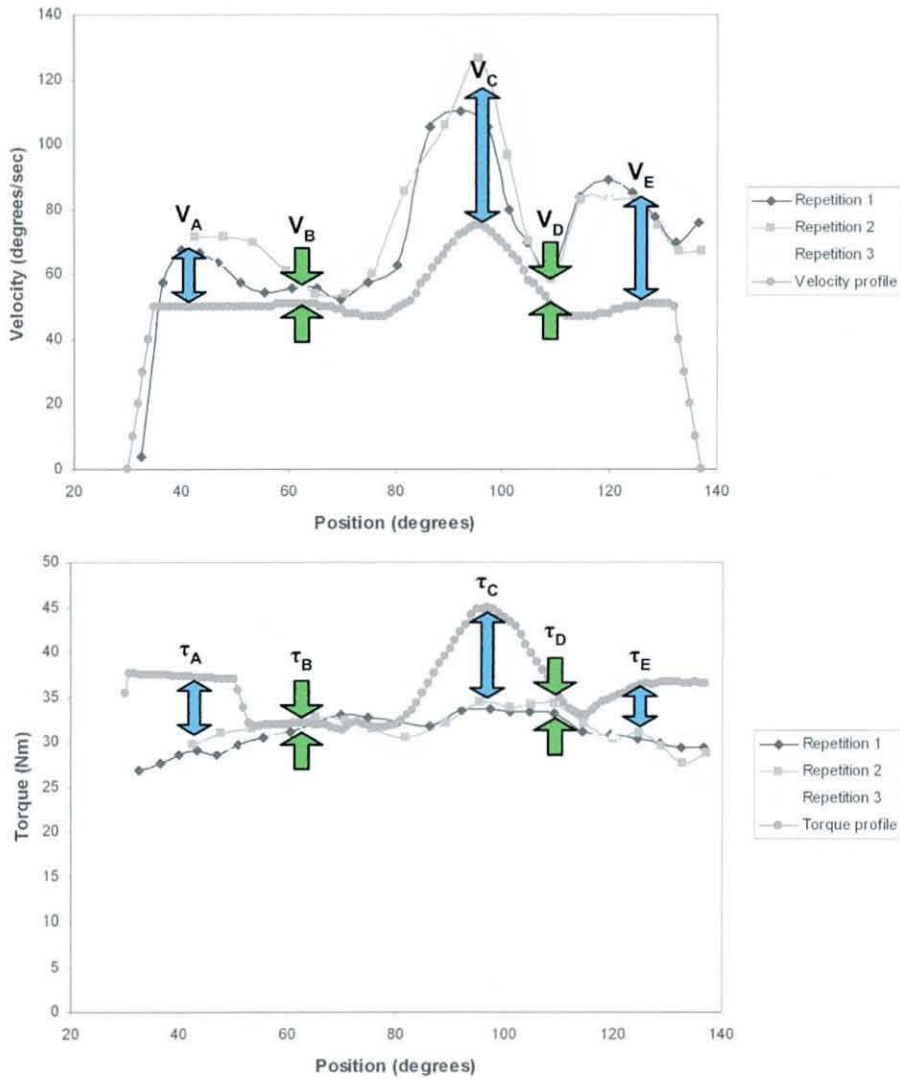 140
120
100
80
60
40
20
0
Velocity (degrees/sec)
V_A
V_B
V_C
V_D
V_E
20 40 60 80 100 120 140
Position (degrees)
Repetition 1
Repetition 2
Repetition 3
Velocity profile
50
45
40
35
30
25
20
15
10
5
0
Torque (Nm)
τ_A
τ_B
τ_C
τ_D
τ_E
20 40 60 80 100 120 140
Position (degrees)
Repetition 1
Repetition 2
Repetition 3
Torque profile